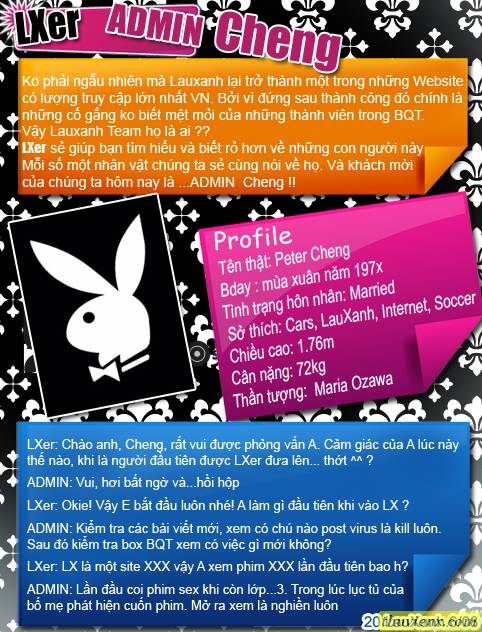 LXer ADMIN Cheng
Ko phải ngẫu nhiên mà Lauxanh lại trở thành một trong những Website
có lượng truy cập lớn nhất VN. Bởi vì đứng sau thành công đó chính là
những cố gắng ko biết mệt mỏi của những thành viên trong BQT.
Vậy Lauxanh Team họ là ai ??
LXer sẽ giúp bạn tìm hiểu và biết rõ hơn về những con người này
Mỗi số một nhân vật chúng ta sẽ cùng nói về họ. Và khách mời
của chúng ta hôm nay là ...ADMIN Cheng !!
Profile
Tên thật: Peter Cheng
Bday : mùa xuân năm 197x
Tình trạng hôn nhân: Married
Sở thích: Cars, LauXanh, Internet, Soccer
Chiều cao: 1.76m
Cân nặng: 72kg
Thần tượng: Maria Ozawa
LXer: Chào anh, Cheng, rất vui được phỏng vấn A. Cảm giác của A lúc này
thế nào, khi là người đầu tiên được LXer đưa lên... thớt ^^ ?
ADMIN: Vui, hơi bất ngờ và...hồi hộp
LXer: Okie! Vậy E bắt đầu luôn nhé! A làm gì đầu tiên khi vào LX ?
ADMIN: Kiểm tra các bài viết mới, xem có chú nào post virus là kill luôn.
Sau đó kiểm tra box BQT xem có việc gì mới không?
LXer: LX là một site XXX vậy A xem phim XXX lần đầu tiên bao h?
ADMIN: Lần đầu coi phim sex khi còn lớp...3. Trong lúc lục tủ của
bố mẹ phát hiện cuốn phim. Mở ra xem là nghiền luôn